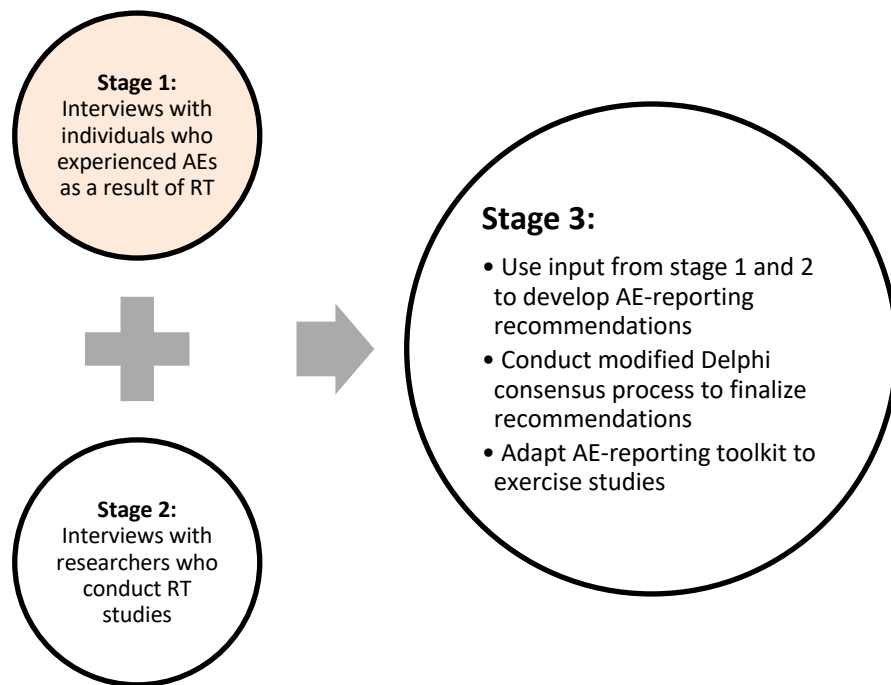 Stage 1:
Interviews with
individuals who
experienced AEs
as a result of RT
Stage 2:
Interviews with
researchers who
conduct RT
studies
Stage 3:
• Use input from stage 1 and 2
to develop AE-reporting
recommendations
• Conduct modified Delphi
consensus process to finalize
recommendations
• Adapt AE-reporting toolkit to
exercise studies